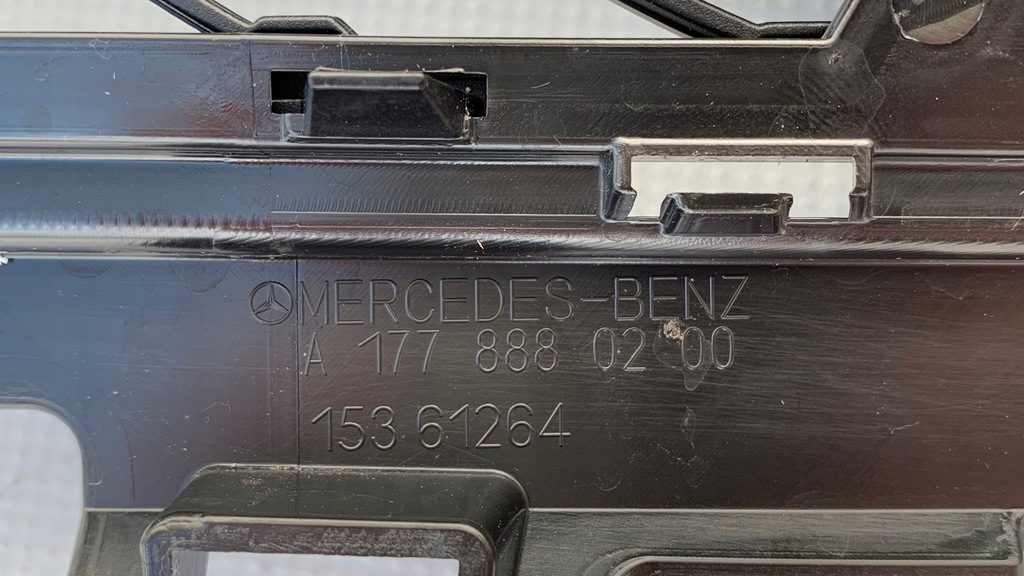 MERCEDES-BENZ
A 177 888 02 00
153 61264